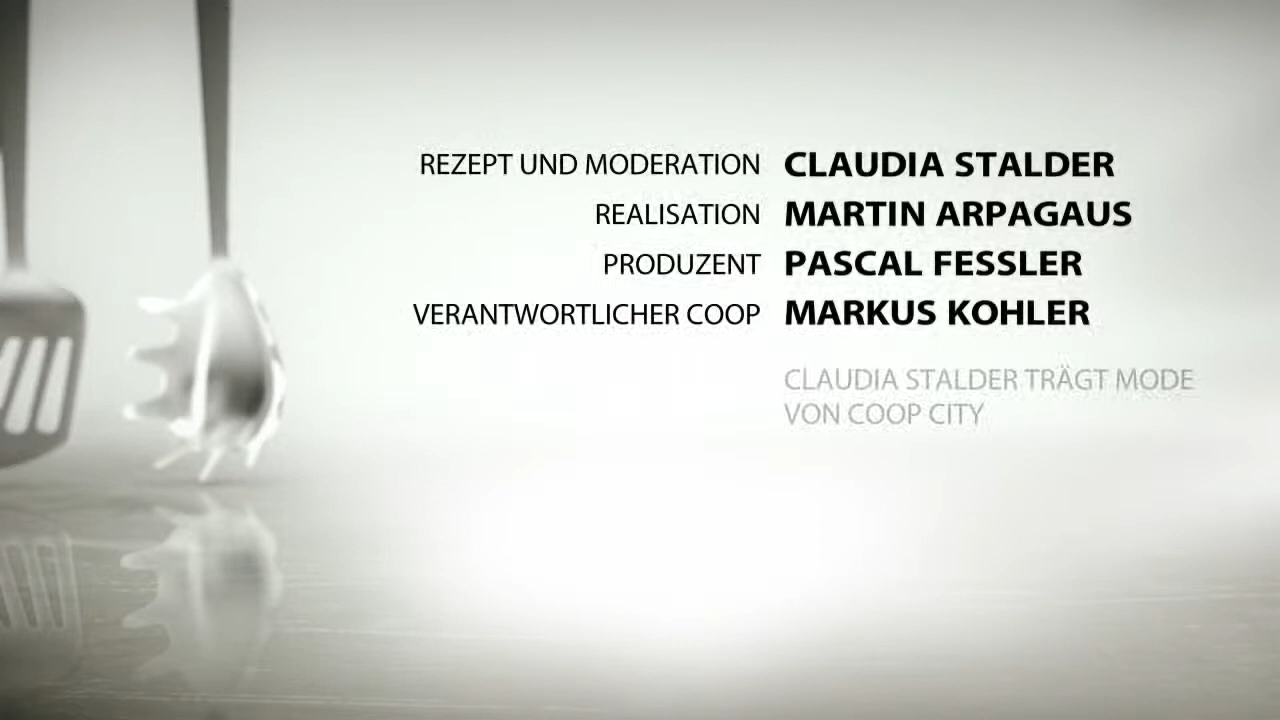 REZEPT UND MODERATION CLAUDIA STALDER
REALISATION MARTIN ARPAGAUS
PRODUZENT PASCAL FESSLER
VERANTWORTLICHER COOP MARKUS KOHLER
CLAUDIA STALDER TRÄGT MODE
VON COOP CITY